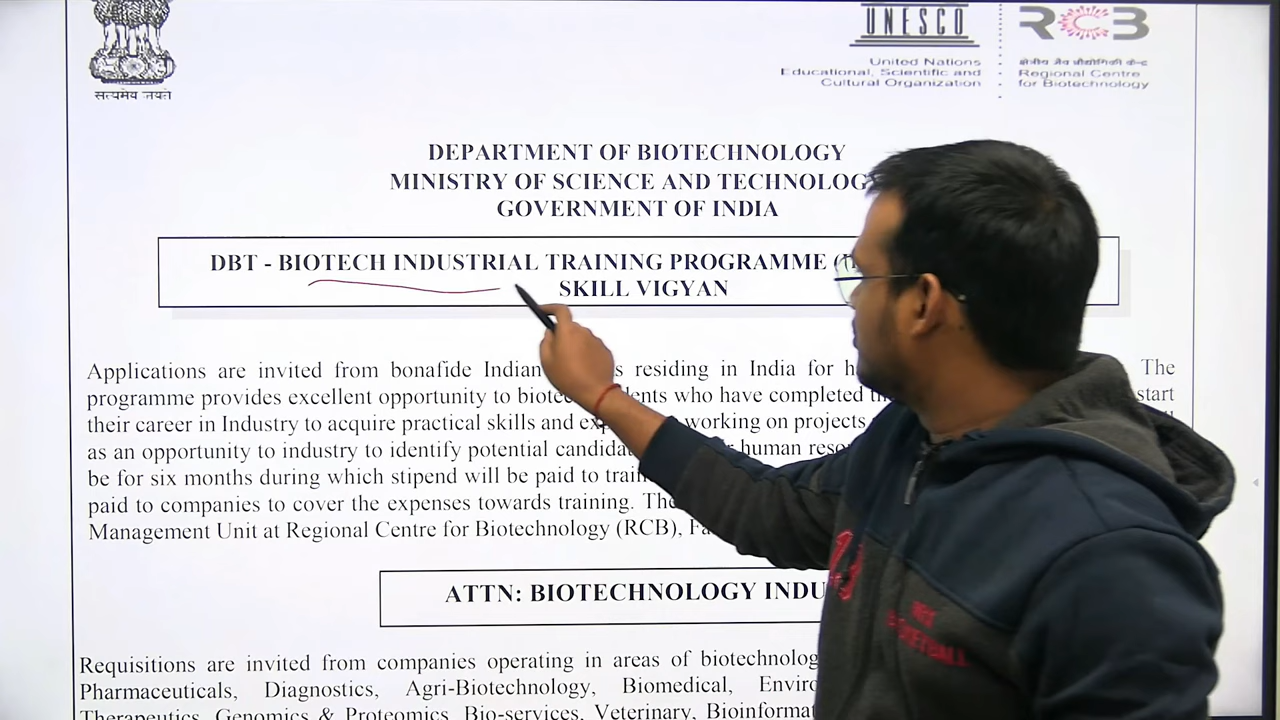 सत्यमेव जयते
UNESCO
United Nations
Educational, Scientific and
Cultural Organization
RCB
क्षेत्रीय जैव प्रौद्योगिकी केन्द्र
Regional Centre
for Biotechnology
DEPARTMENT OF BIOTECHNOLOGY
MINISTRY OF SCIENCE AND TECHNOLOG
GOVERNMENT OF INDIA
DBT - BIOTECH INDUSTRIAL TRAINING PROGRAMME
SKILL VIGYAN
Applications are invited from bonafide Indian residing in India for The
programme provides excellent opportunity to who have completed start
their career in Industry to acquire practical skills and working on projects
as an opportunity to industry to identify potential human
be for six months during which stipend will be paid to
paid to companies to cover the expenses towards training.
Management Unit at Regional Centre for Biotechnology (RCB),
ATTN: BIOTECHNOLOGY INDU
Requisitions are invited from companies operating in areas of biotechnolog
Pharmaceuticals, Diagnostics, Agri-Biotechnology, Biomedical, Enviro
Therapeutics, Genomics & Proteomics, Bio-services, Veterinary, Bioinformat